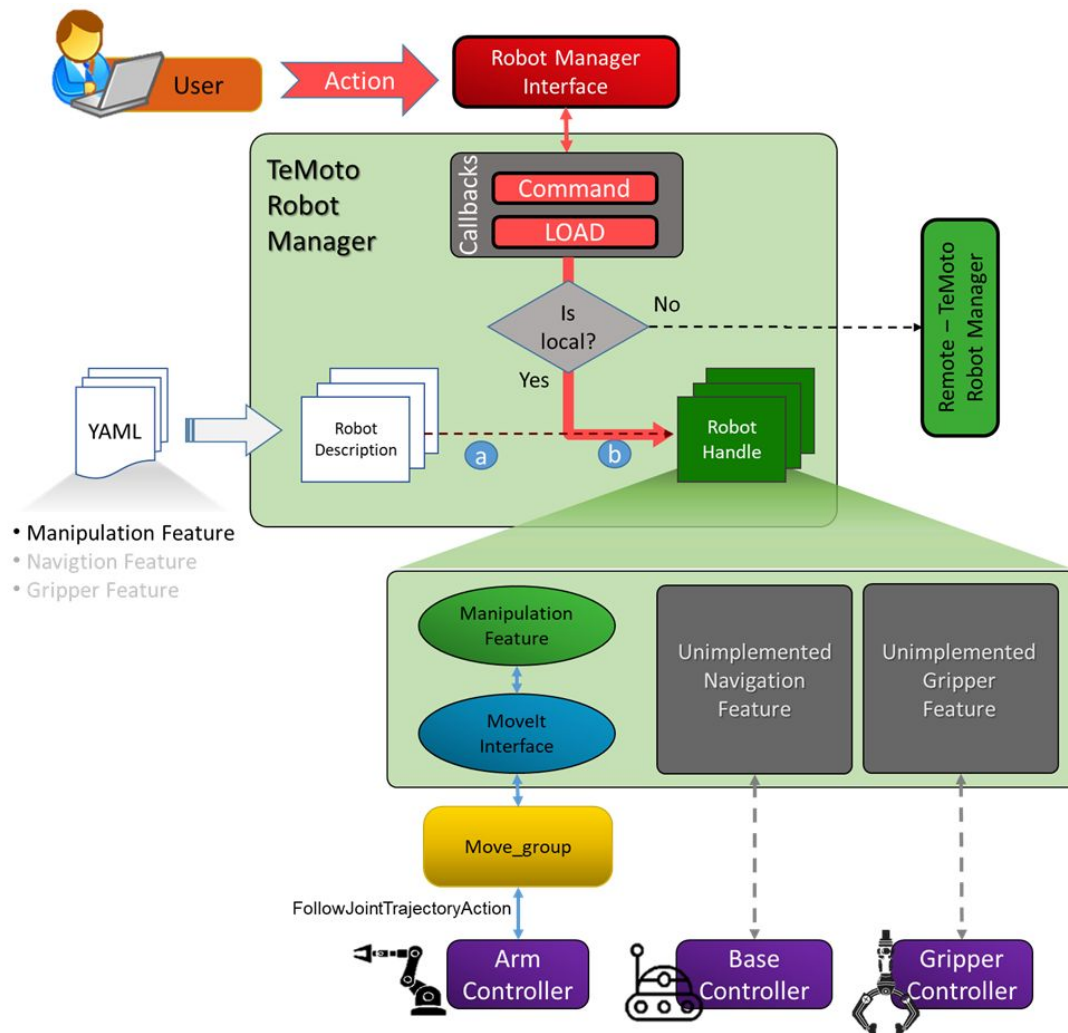 User
Action
Robot Manager
Interface
TeMoto
Robot
Manager
Callbacks
Command
LOAD
Is
local?
No
Yes
Remote – TeMoto
Robot Manager
YAML
Robot
Description
a
b
Robot
Handle
• Manipulation Feature
• Navigtion Feature
• Gripper Feature
Manipulation
Feature
MoveIt
Interface
Unimplemented
Navigation
Feature
Unimplemented
Gripper
Feature
Move_group
FollowJointTrajectoryAction
Arm
Controller
Base
Controller
Gripper
Controller